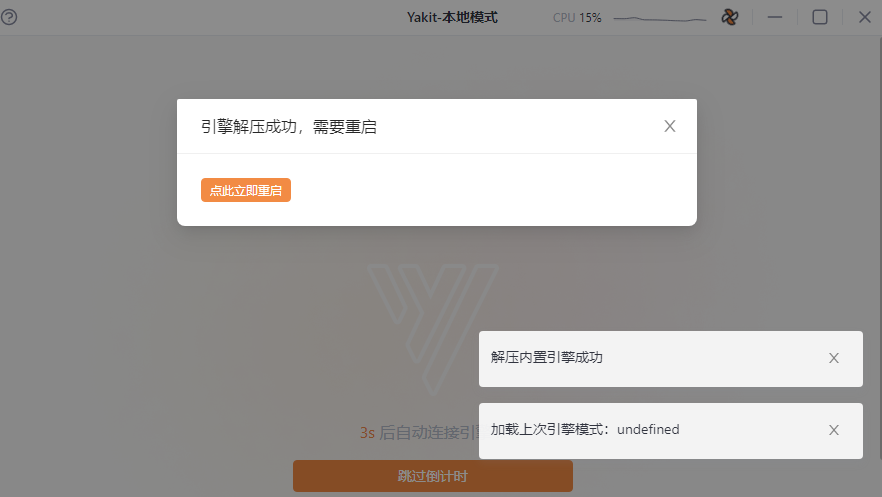 Yakit-本地模式
CPU 15%
引擎解压成功，需要重启
点此立即重启
解压内置引擎成功
加载上次引擎模式：undefined
3s 后自动连接引
跳过倒计时